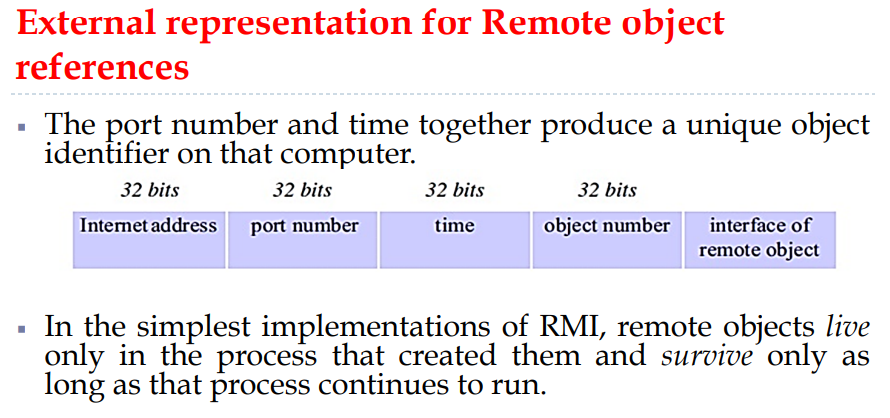 External representation for Remote object
references
▪ The port number and time together produce a unique object
identifier on that computer.
32 bits 32 bits 32 bits 32 bits
Internet address port number time object number interface of
remote object
▪ In the simplest implementations of RMI, remote objects live
only in the process that created them and survive only as
long as that process continues to run.